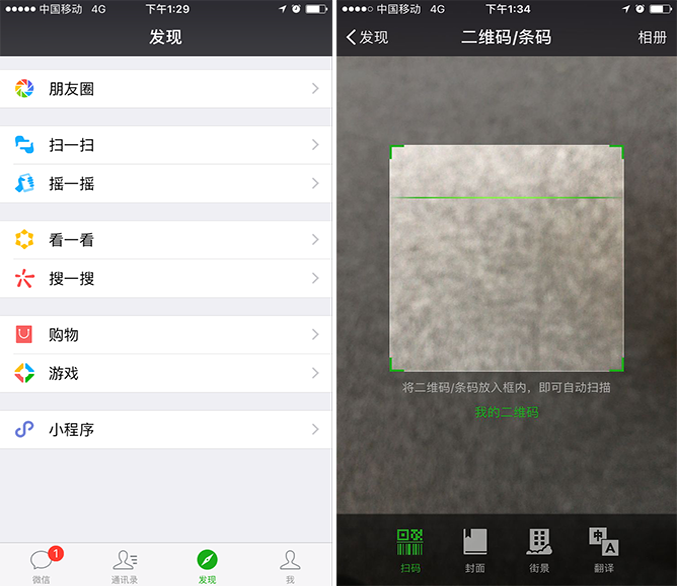 中国移动 4G 下午1:29
发现
朋友圈
扫一扫
摇一摇
看一看
搜一搜
购物
游戏
小程序
1
微信 通讯录 发现 我
中国移动 4G 下午1:34
发现 二维码/条码 相册
将二维码/条码放入框内，即可自动扫描
我的二维码
中 A
扫码 封面 街景 翻译